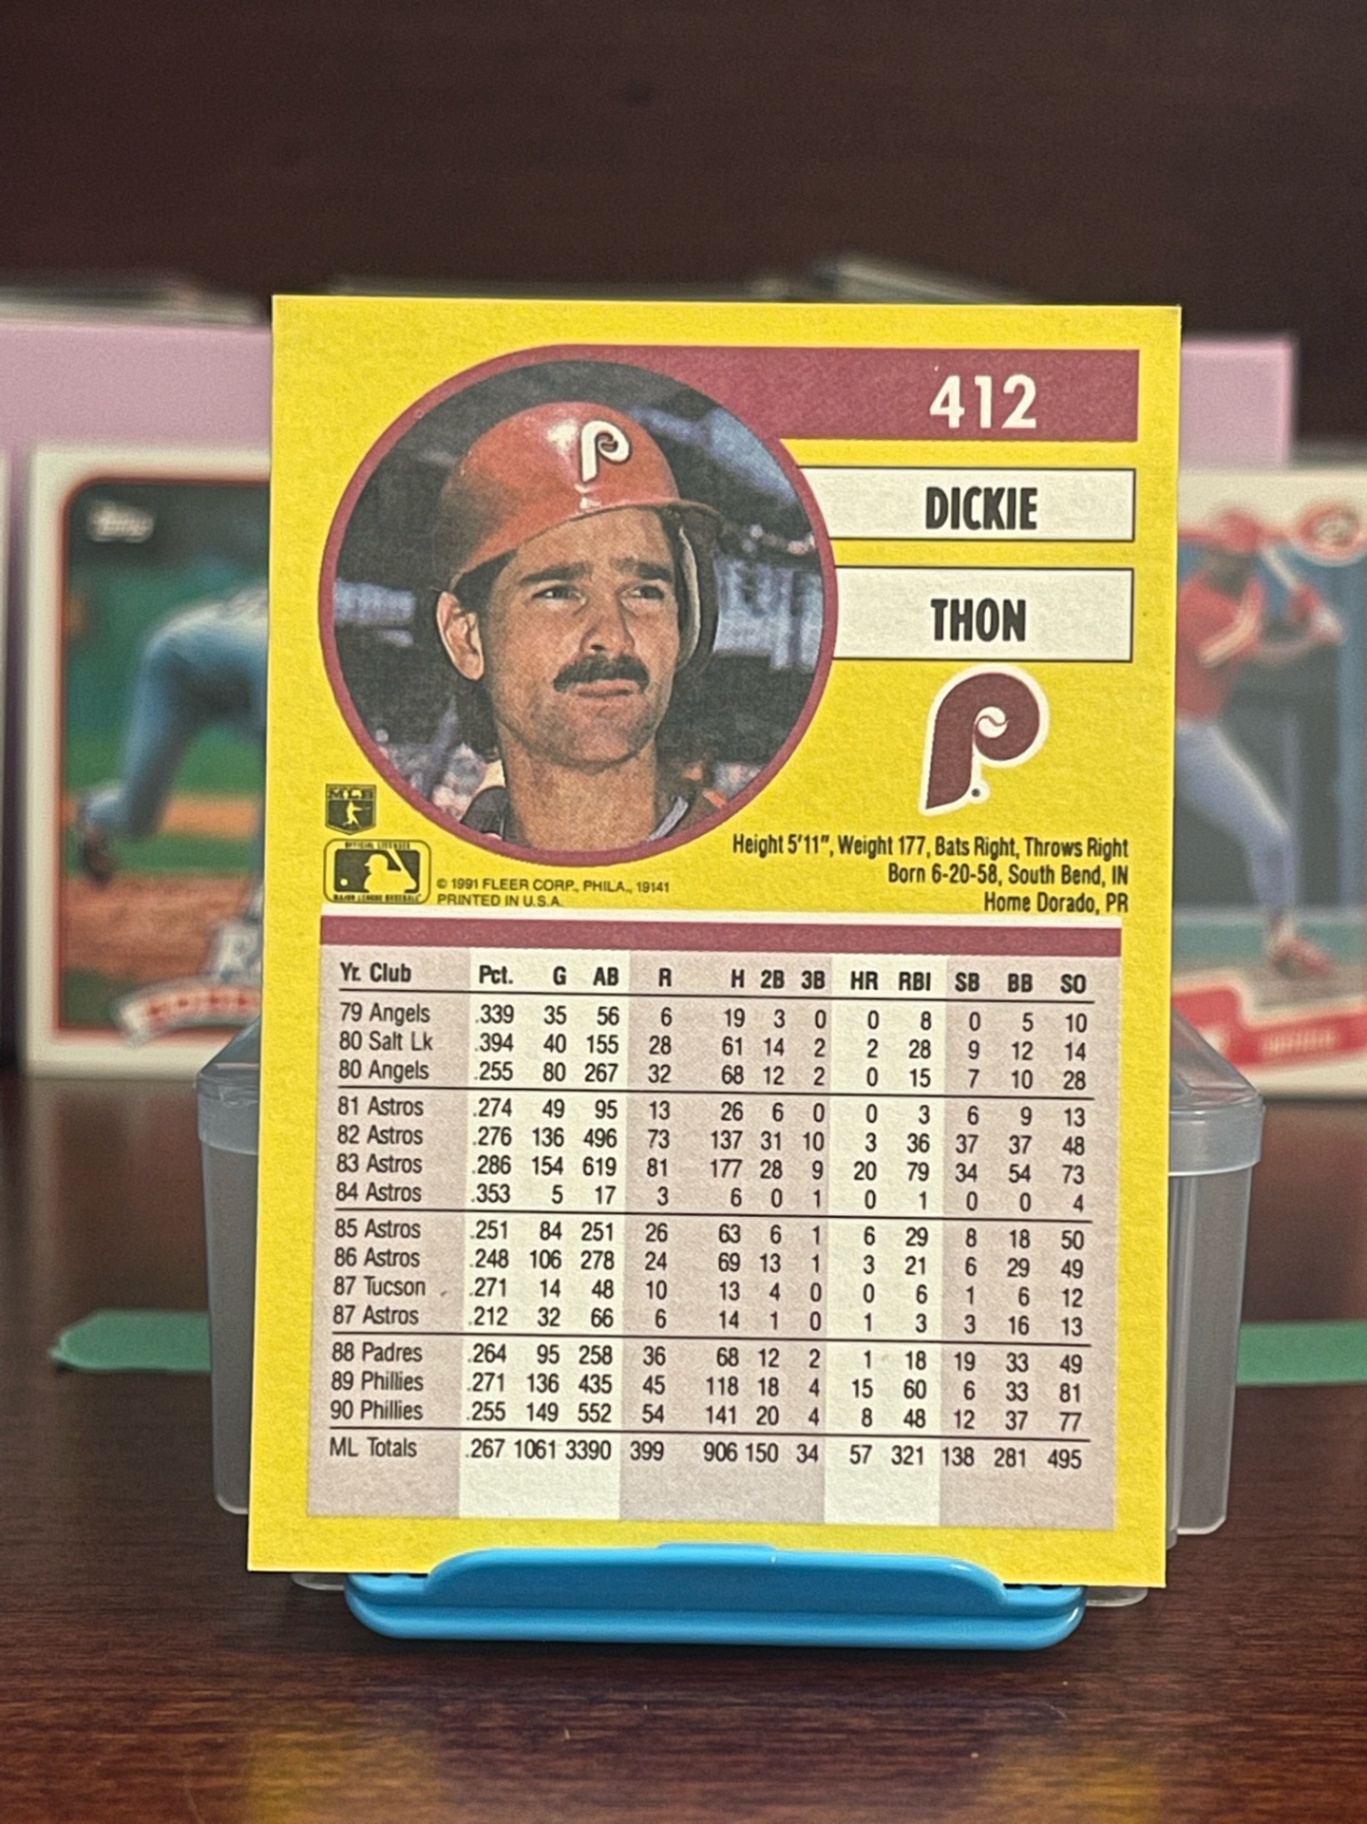 412
DICKIE
THON
P
P
MLB
OFFICIAL LICENSEE
MAJOR LEAGUE BASEBALL
© 1991 FLEER CORP., PHILA., 19141
PRINTED IN U.S.A.
Height 5'11", Weight 177, Bats Right, Throws Right
Born 6-20-58, South Bend, IN
Home Dorado, PR
Yr. Club Pct. G AB R H 2B 3B HR RBI SB BB SO
79 Angels .339 35 56 6 19 3 0 0 8 0 5 10
80 Salt Lk .394 40 155 28 61 14 2 2 28 9 12 14
80 Angels .255 80 267 32 68 12 2 0 15 7 10 28
81 Astros .274 49 95 13 26 6 0 0 3 6 9 13
82 Astros .276 136 496 73 137 31 10 3 36 37 37 48
83 Astros .286 154 619 81 177 28 9 20 79 34 54 73
84 Astros .353 5 17 3 6 0 1 0 1 0 0 4
85 Astros .251 84 251 26 63 6 1 6 29 8 18 50
86 Astros .248 106 278 24 69 13 1 3 21 6 29 49
87 Tucson .271 14 48 10 13 4 0 0 6 1 6 12
87 Astros .212 32 66 6 14 1 0 1 3 3 16 13
88 Padres .264 95 258 36 68 12 2 1 18 19 33 49
89 Phillies .271 136 435 45 118 18 4 15 60 6 33 81
90 Phillies .255 149 552 54 141 20 4 8 48 12 37 77
ML Totals .267 1061 3390 399 906 150 34 57 321 138 281 495
Topps